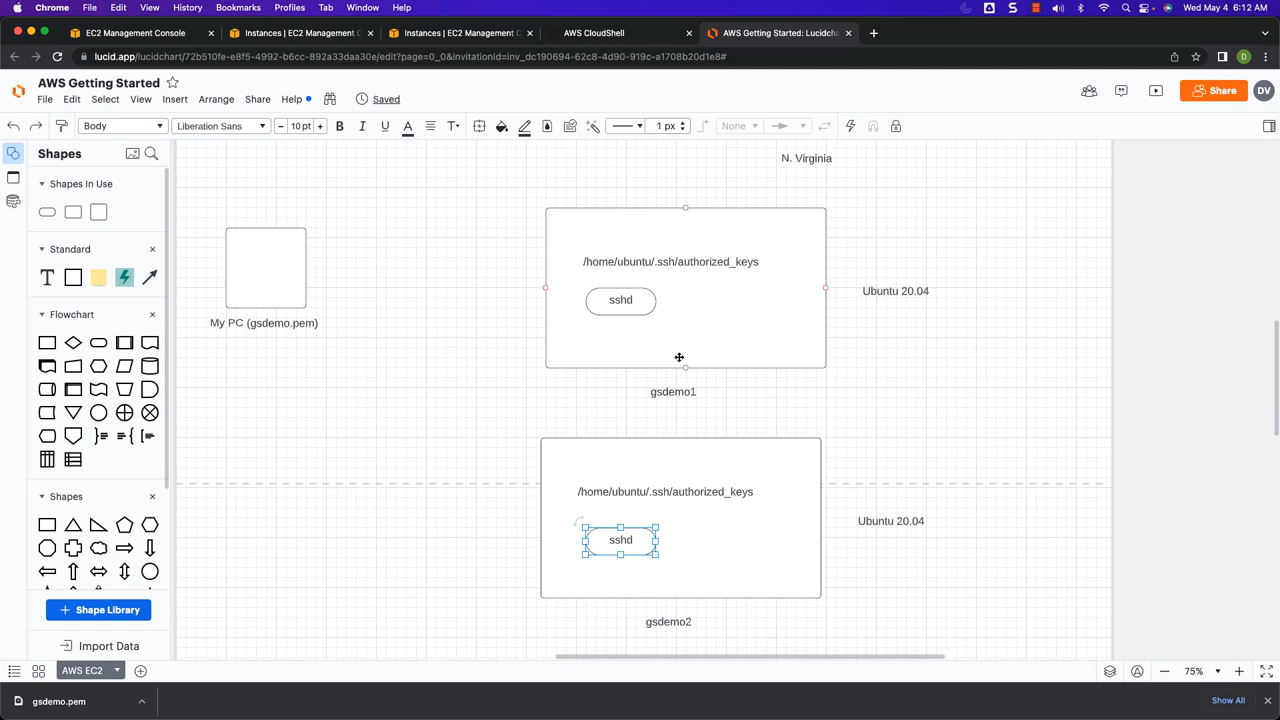 Chrome File Edit View History Bookmarks Profiles Tab Window Help Wed May 4 6:12 AM
EC2 Management Console × Instances | EC2 Management C × Instances | EC2 Management C × AWS CloudShell × AWS Getting Started: Lucidcha ×
lucid.app/lucidchart/72b510fe-e8f5-4992-b6cc-892a33daa30e/edit?page=0_0&invitationId=inv_dc190694-62c8-4d90-919c-a1708b20d1e8#
AWS Getting Started
File Edit Select View Insert Arrange Share Help Saved Share DV
Body Liberation Sans 10 pt B I U A T 1 px None
Shapes
Shapes In Use
Standard
T
Flowchart
Shapes
Shape Library
Import Data
N. Virginia
/home/ubuntu/.ssh/authorized_keys
sshd
Ubuntu 20.04
My PC (gsdemo.pem)
gsdemo1
/home/ubuntu/.ssh/authorized_keys
Ubuntu 20.04
sshd
gsdemo2
AWS EC2 75%
gsdemo.pem Show All